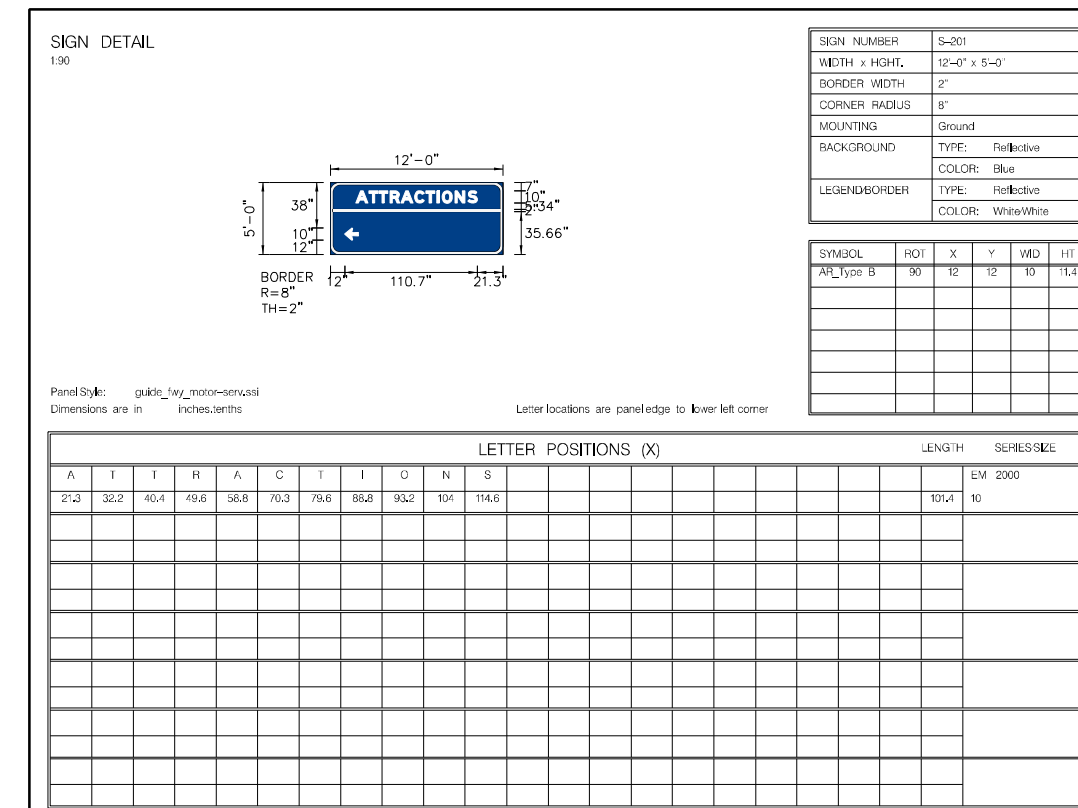 SIGN DETAIL
1:90
SIGN NUMBER S-201
WIDTH x HGHT. 12'-0" x 5'-0"
BORDER WIDTH 2"
CORNER RADIUS 8"
MOUNTING Ground
BACKGROUND TYPE: Reflective
COLOR: Blue
LEGEND/BORDER TYPE: Reflective
COLOR: White/White
12'-0"
5'-0"
38"
10"
12"
ATTRACTIONS
7"
10"
5.34"
2"
35.66"
12" 110.7" 21.3"
BORDER
R=8"
TH=2"
SYMBOL ROT X Y WID HT
AR_Type B 90 12 12 10 11.4
Panel Style: guide_fwy_motor-serv.ssi
Dimensions are in inches.tenths
Letter locations are panel edge to lower left corner
LETTER POSITIONS (X) LENGTH SERIES/SIZE
A T T R A C T I O N S EM 2000
21.3 32.2 40.4 49.6 58.8 70.3 79.6 88.8 93.2 104 114.6 101.4 10